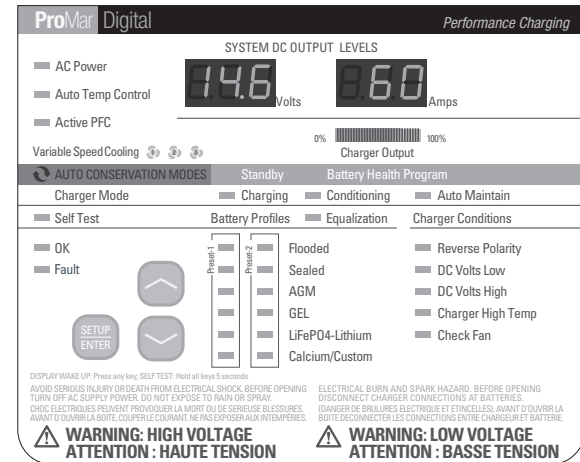 ProMar Digital
Performance Charging
SYSTEM DC OUTPUT LEVELS
AC Power
Auto Temp Control
Active PFC
14.6 Volts
60 Amps
0% 100%
Charger Output
Variable Speed Cooling 1 2 3
AUTO CONSERVATION MODES Standby Battery Health Program
Charger Mode Charging Conditioning Auto Maintain
Self Test Battery Profiles Equalization Charger Conditions
OK
Fault
SETUP
ENTER
Preset-1
Preset-2
Flooded
Sealed
AGM
GEL
LiFePO4-Lithium
Calcium/Custom
Reverse Polarity
DC Volts Low
DC Volts High
Charger High Temp
Check Fan
DISPLAY WAKE UP: Press any key; SELF TEST: Hold all keys 5 seconds
AVOID SERIOUS INJURY OR DEATH FROM ELECTRICAL SHOCK. BEFORE OPENING
TURN OFF AC SUPPLY POWER. DO NOT EXPOSE TO RAIN OR SPRAY.
CHOC ELECTRIQUES PEUVENT PROVOQUER LA MORT OU DE SERIEUSE BLESSURES.
AVANT D'OUVRIR LA BOITE, COUPER LE COURANT. NE PAS EXPOSER AUX INTEMPÉRIES.
WARNING: HIGH VOLTAGE
ATTENTION : HAUTE TENSION
ELECTRICAL BURN AND SPARK HAZARD. BEFORE OPENING
DISCONNECT CHARGER CONNECTIONS AT BATTERIES.
(DANGER DE BRULURES ELECTRIQUE ET ETINCELLES). AVANT D'OUVRIR LA
BOITE DECONNECTER LES CONNECTIONS ENTRE CHARGEUR ET BATTERIE.
WARNING: LOW VOLTAGE
ATTENTION : BASSE TENSION